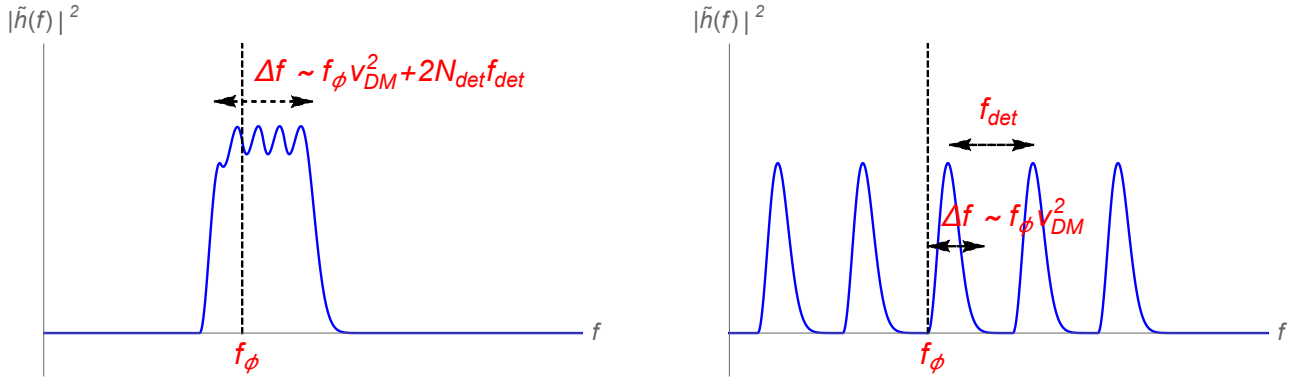 |h̃(f)|²
Δf ~ f_ϕ v²_DM+2N_det f_det
f
f_ϕ
|h̃(f)|²
f_det
Δf ~ f_ϕ v²_DM
f
f_ϕ